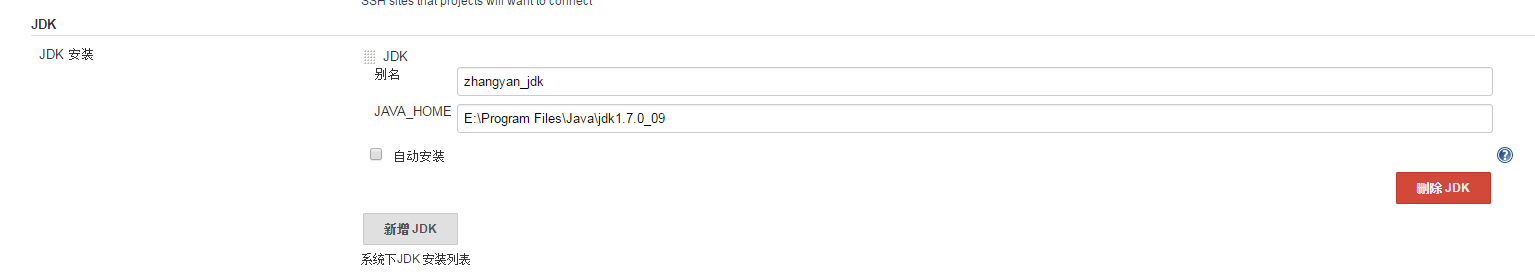 SSH sites that projects will want to connect
JDK
JDK 安装
JDK
别名
zhangyan_jdk
JAVA_HOME
E:\Program Files\Java\jdk1.7.0_09
自动安装
删除 JDK
新增 JDK
系统下JDK 安装列表